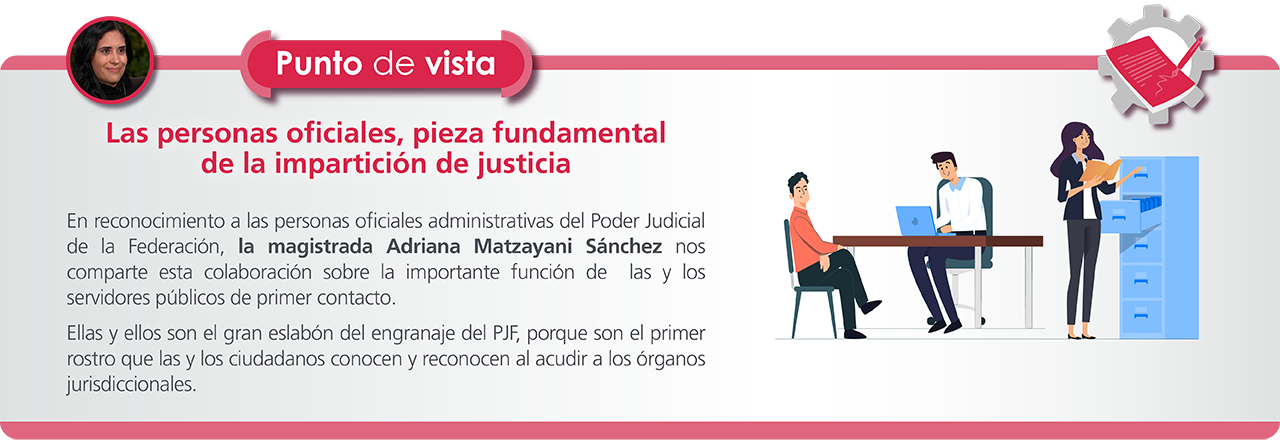 Punto de vista
Las personas oficiales, pieza fundamental
de la impartición de justicia
En reconocimiento a las personas oficiales administrativas del Poder Judicial
de la Federación, la magistrada Adriana Matzayani Sánchez nos
comparte esta colaboración sobre la importante función de las y los
servidores públicos de primer contacto.
Ellas y ellos son el gran eslabón del engranaje del PJF, porque son el primer
rostro que las y los ciudadanos conocen y reconocen al acudir a los órganos
jurisdiccionales.